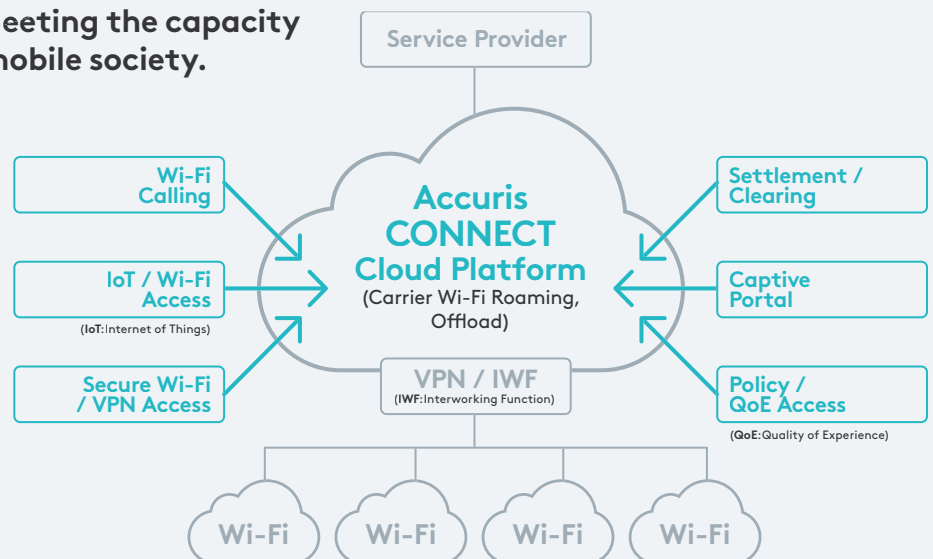 eeting the capacity
mobile society.
Service Provider
Wi-Fi
Calling
IoT / Wi-Fi
Access
(IoT:Internet of Things)
Secure Wi-Fi
/ VPN Access
Accuris
CONNECT
Cloud Platform
(Carrier Wi-Fi Roaming,
Offload)
Settlement /
Clearing
Captive
Portal
Policy /
QoE Access
(QoE:Quality of Experience)
VPN / IWF
(IWF:Interworking Function)
Wi-Fi
Wi-Fi
Wi-Fi
Wi-Fi